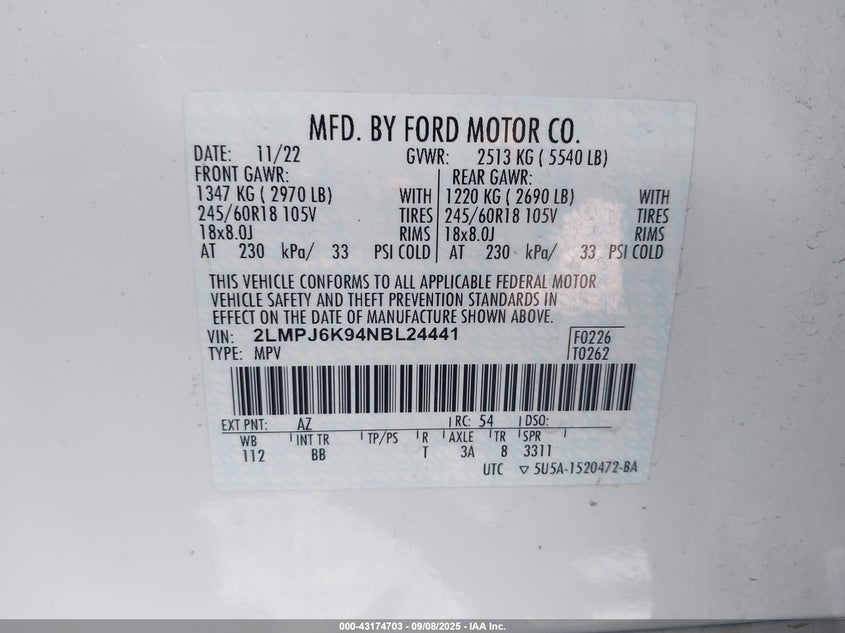 MFD. BY FORD MOTOR CO.
DATE: 11/22 GVWR: 2513 KG ( 5540 LB)
FRONT GAWR: REAR GAWR:
1347 KG ( 2970 LB) WITH 1220 KG ( 2690 LB) WITH
245/60R18 105V TIRES 245/60R18 105V TIRES
18x8.0J RIMS 18x8.0J RIMS
AT 230 kPa/ 33 PSI COLD AT 230 kPa/ 33 PSI COLD
THIS VEHICLE CONFORMS TO ALL APPLICABLE FEDERAL MOTOR
VEHICLE SAFETY AND THEFT PREVENTION STANDARDS IN
EFFECT ON THE DATE OF MANUFACTURE SHOWN ABOVE.
VIN: 2LMPJ6K94NBL24441 F0226
TYPE: MPV T0262
EXT PNT: AZ RC: 54 DSO:
WB INT TR TP/PS R AXLE TR SPR
112 BB T 3A 8 3311
UTC ▽ 5U5A-1520472-BA
000-43174703 - 09/08/2025 - IAA Inc.